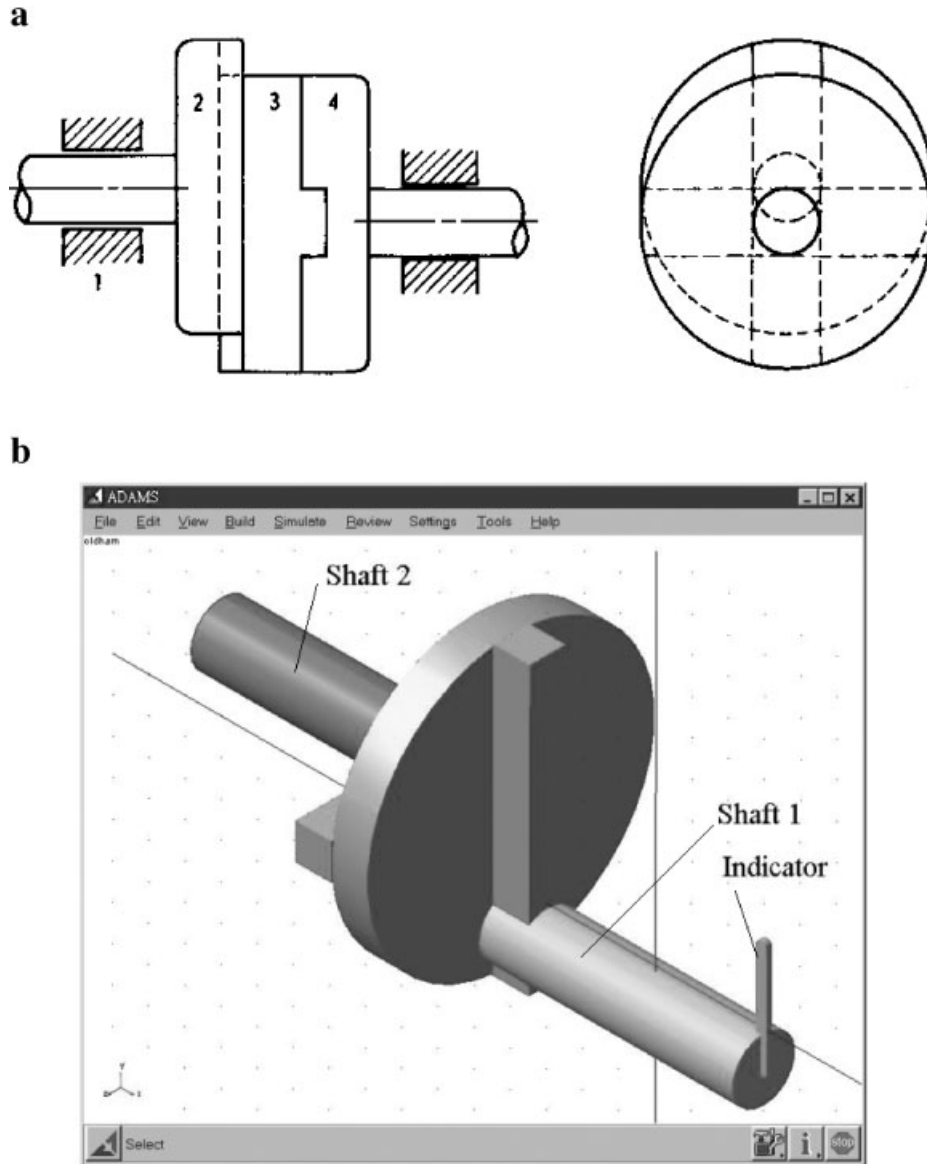 a
2 3 4
1
b
ADAMS
File Edit View Build Simulate Review Settings Tools Help
oldham
Shaft 2
Shaft 1
Indicator
Select
i
stop